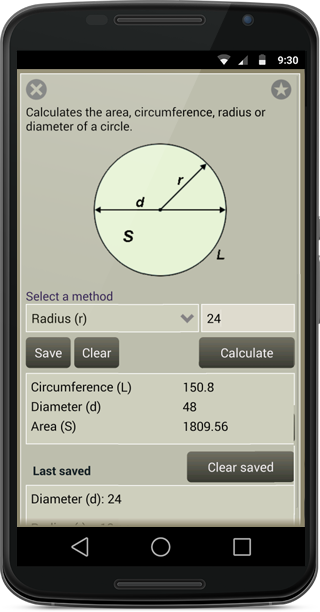 9:30
Calculates the area, circumference, radius or
diameter of a circle.
r
d
S
L
Select a method
Radius (r) 24
Save Clear Calculate
Circumference (L) 150.8
Diameter (d) 48
Area (S) 1809.56
Last saved Clear saved
Diameter (d): 24